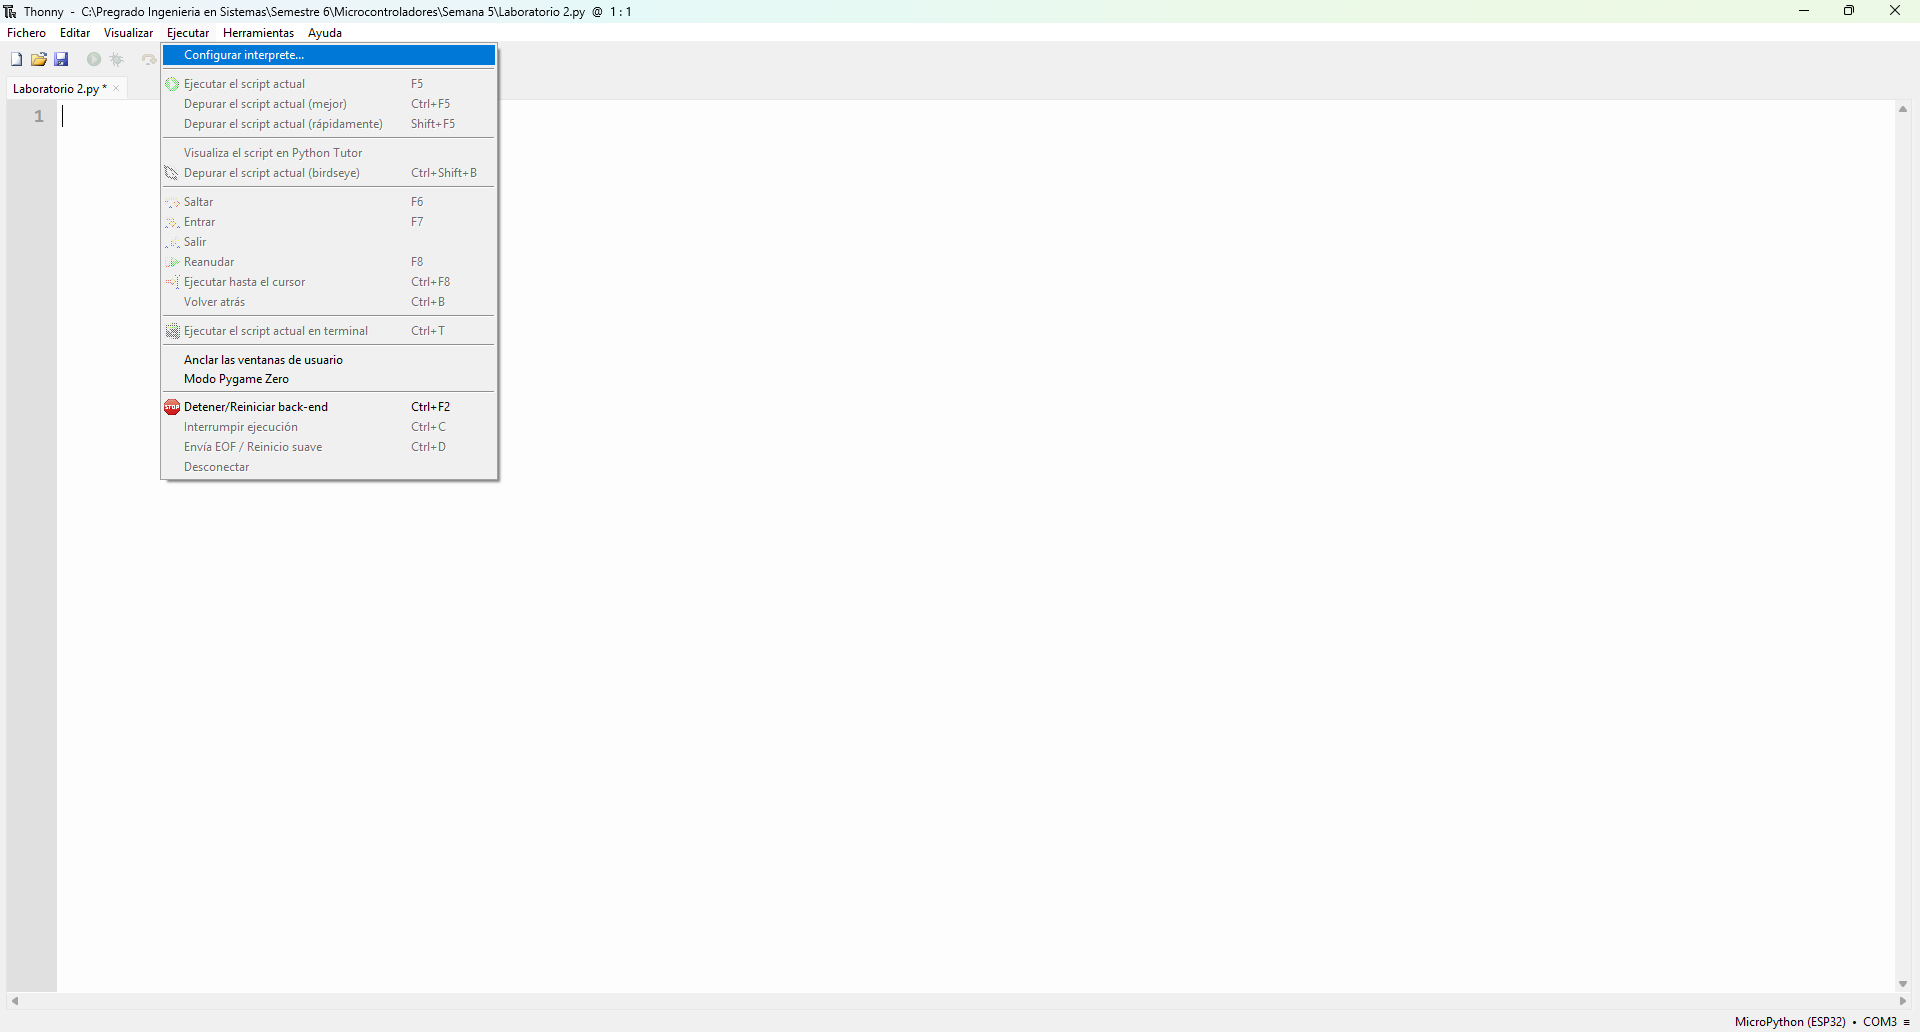 Thonny - C:\Pregrado Ingenieria en Sistemas\Semestre 6\Microcontroladores\Semana 5\Laboratorio 2.py @ 1 : 1
Fichero Editar Visualizar Ejecutar Herramientas Ayuda
Configurar interprete...
Laboratorio 2.py *
1
Ejecutar el script actual F5
Depurar el script actual (mejor) Ctrl+F5
Depurar el script actual (rápidamente) Shift+F5
Visualiza el script en Python Tutor
Depurar el script actual (birdseye) Ctrl+Shift+B
Saltar F6
Entrar F7
Salir
Reanudar F8
Ejecutar hasta el cursor Ctrl+F8
Volver atrás Ctrl+B
Ejecutar el script actual en terminal Ctrl+T
Anclar las ventanas de usuario
Modo Pygame Zero
STOP Detener/Reiniciar back-end Ctrl+F2
Interrumpir ejecución Ctrl+C
Envía EOF / Reinicio suave Ctrl+D
Desconectar
MicroPython (ESP32) • COM3 ≡